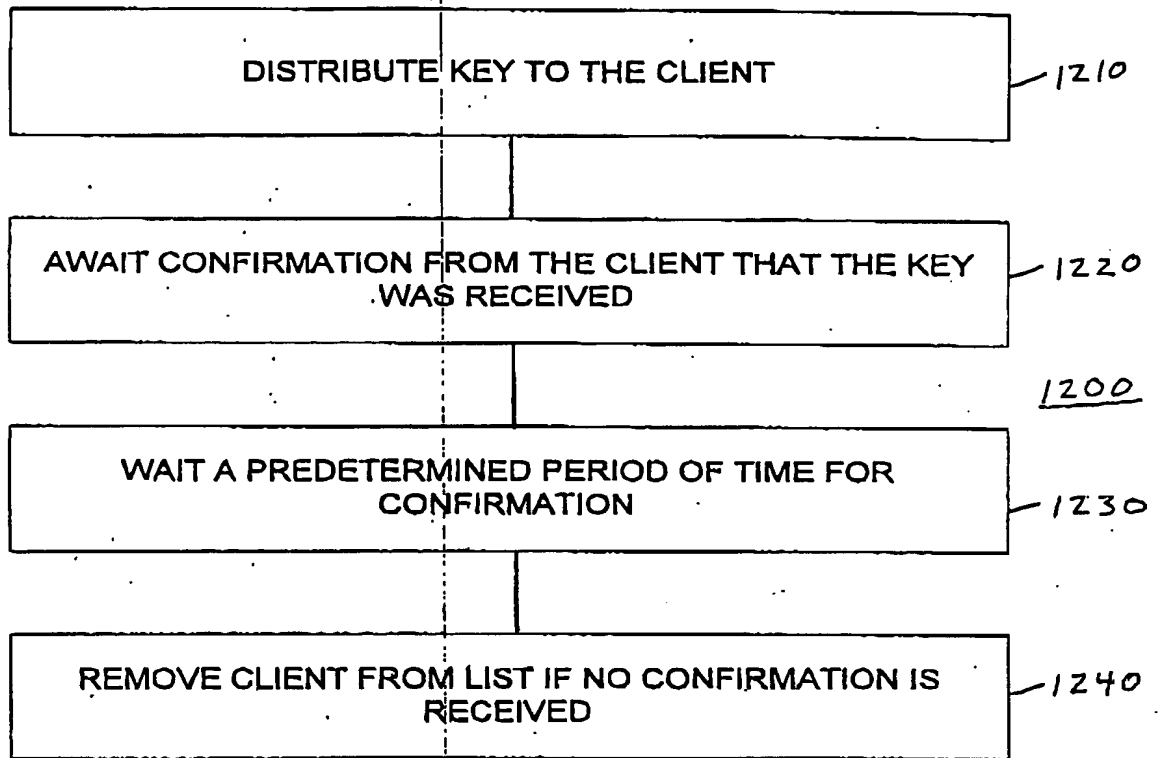 DISTRIBUTE KEY TO THE CLIENT
1210
AWAIT CONFIRMATION FROM THE CLIENT THAT THE KEY
WAS RECEIVED
1220
1200
WAIT A PREDETERMINED PERIOD OF TIME FOR
CONFIRMATION
1230
REMOVE CLIENT FROM LIST IF NO CONFIRMATION IS
RECEIVED
1240